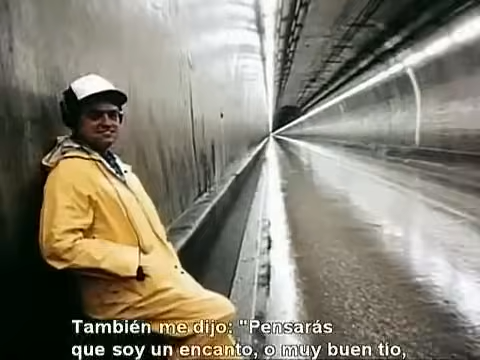 También me dijo: "Pensarás
que soy un encanto, o muy buen tío,